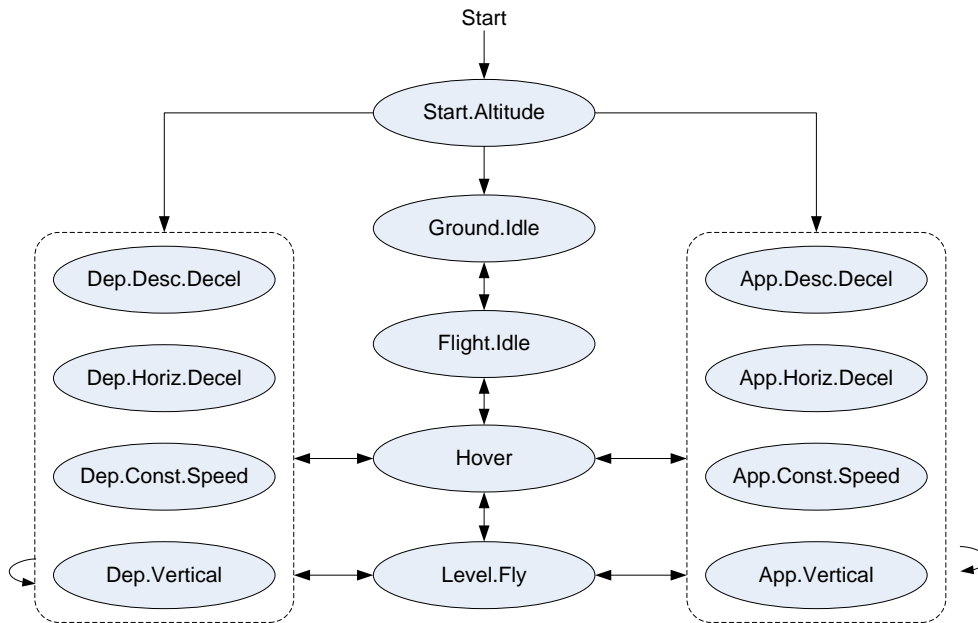 Start
Start.Altitude
Ground.Idle
Dep.Desc.Decel
App.Desc.Decel
Flight.Idle
Dep.Horiz.Decel
App.Horiz.Decel
Hover
Dep.Const.Speed
App.Const.Speed
Dep.Vertical
Level.Fly
App.Vertical